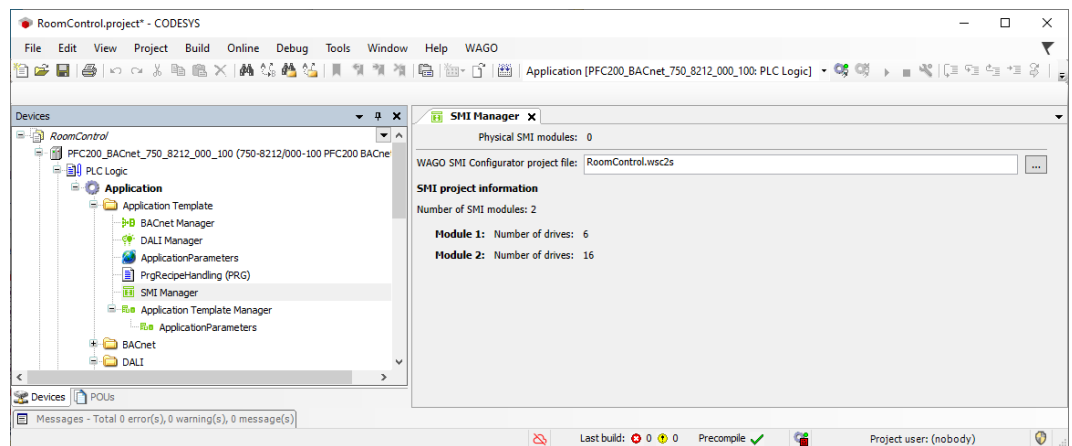 RoomControl.project* - CODESYS
File Edit View Project Build Online Debug Tools Window Help WAGO
Application [PFC200_BACnet_750_8212_000_100: PLC Logic]
Devices
SMI Manager
RoomControl
PFC200_BACnet_750_8212_000_100 (750-8212/000-100 PFC200 BACne
PLC Logic
Application
Application Template
BACnet Manager
DALI Manager
ApplicationParameters
PrgRecipeHandling (PRG)
SMI Manager
Application Template Manager
ApplicationParameters
BACnet
DALI
Physical SMI modules: 0
WAGO SMI Configurator project file: RoomControl.wsc2s ...
SMI project information
Number of SMI modules: 2
Module 1: Number of drives: 6
Module 2: Number of drives: 16
Devices POUs
Messages - Total 0 error(s), 0 warning(s), 0 message(s)
Last build: 0 0 Precompile Project user: (nobody)